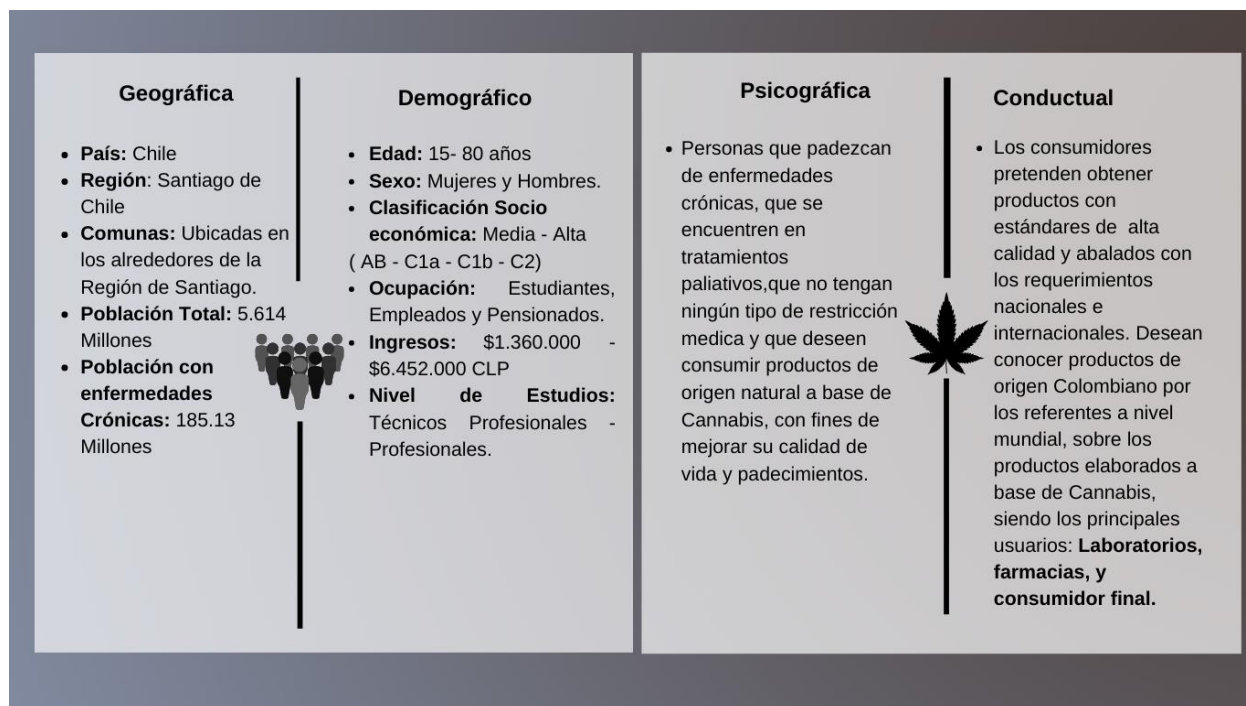 Geográfica
• País: Chile
• Región: Santiago de
Chile
• Comunas: Ubicadas en
los alrededores de la
Región de Santiago.
• Población Total: 5.614
Millones
• Población con
enfermedades
Crónicas: 185.13
Millones
Demográfico
• Edad: 15- 80 años
• Sexo: Mujeres y Hombres.
• Clasificación Socio
económica: Media - Alta
( AB - C1a - C1b - C2)
• Ocupación: Estudiantes,
Empleados y Pensionados.
• Ingresos: $1.360.000 -
$6.452.000 CLP
• Nivel de Estudios:
Técnicos Profesionales -
Profesionales.
Psicográfica
• Personas que padezcan
de enfermedades
crónicas, que se
encuentren en
tratamientos
paliativos,que no tengan
ningún tipo de restricción
medica y que deseen
consumir productos de
origen natural a base de
Cannabis, con fines de
mejorar su calidad de
vida y padecimientos.
Conductual
• Los consumidores
pretenden obtener
productos con
estándares de  alta
calidad y abalados con
los requerimientos
nacionales e
internacionales. Desean
conocer productos de
origen Colombiano por
los referentes a nivel
mundial, sobre los
productos elaborados a
base de Cannabis,
siendo los principales
usuarios: Laboratorios,
farmacias, y
consumidor final.